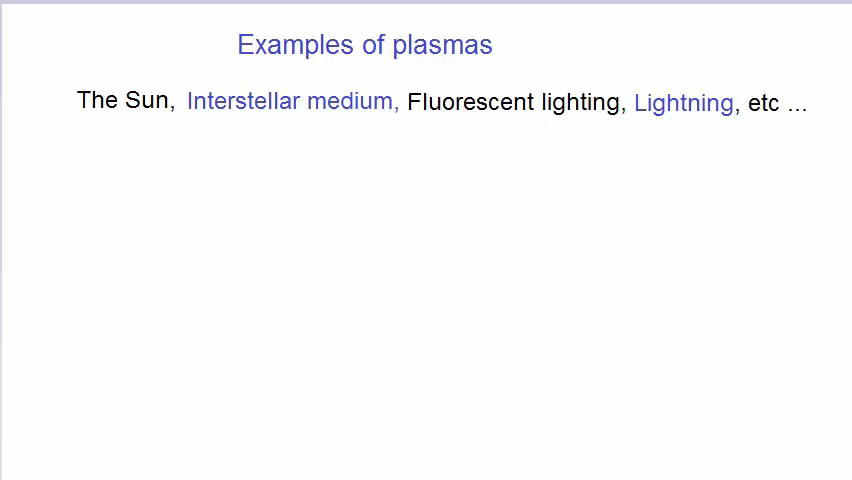 Examples of plasmas
The Sun, Interstellar medium, Fluorescent lighting, Lightning, etc ...